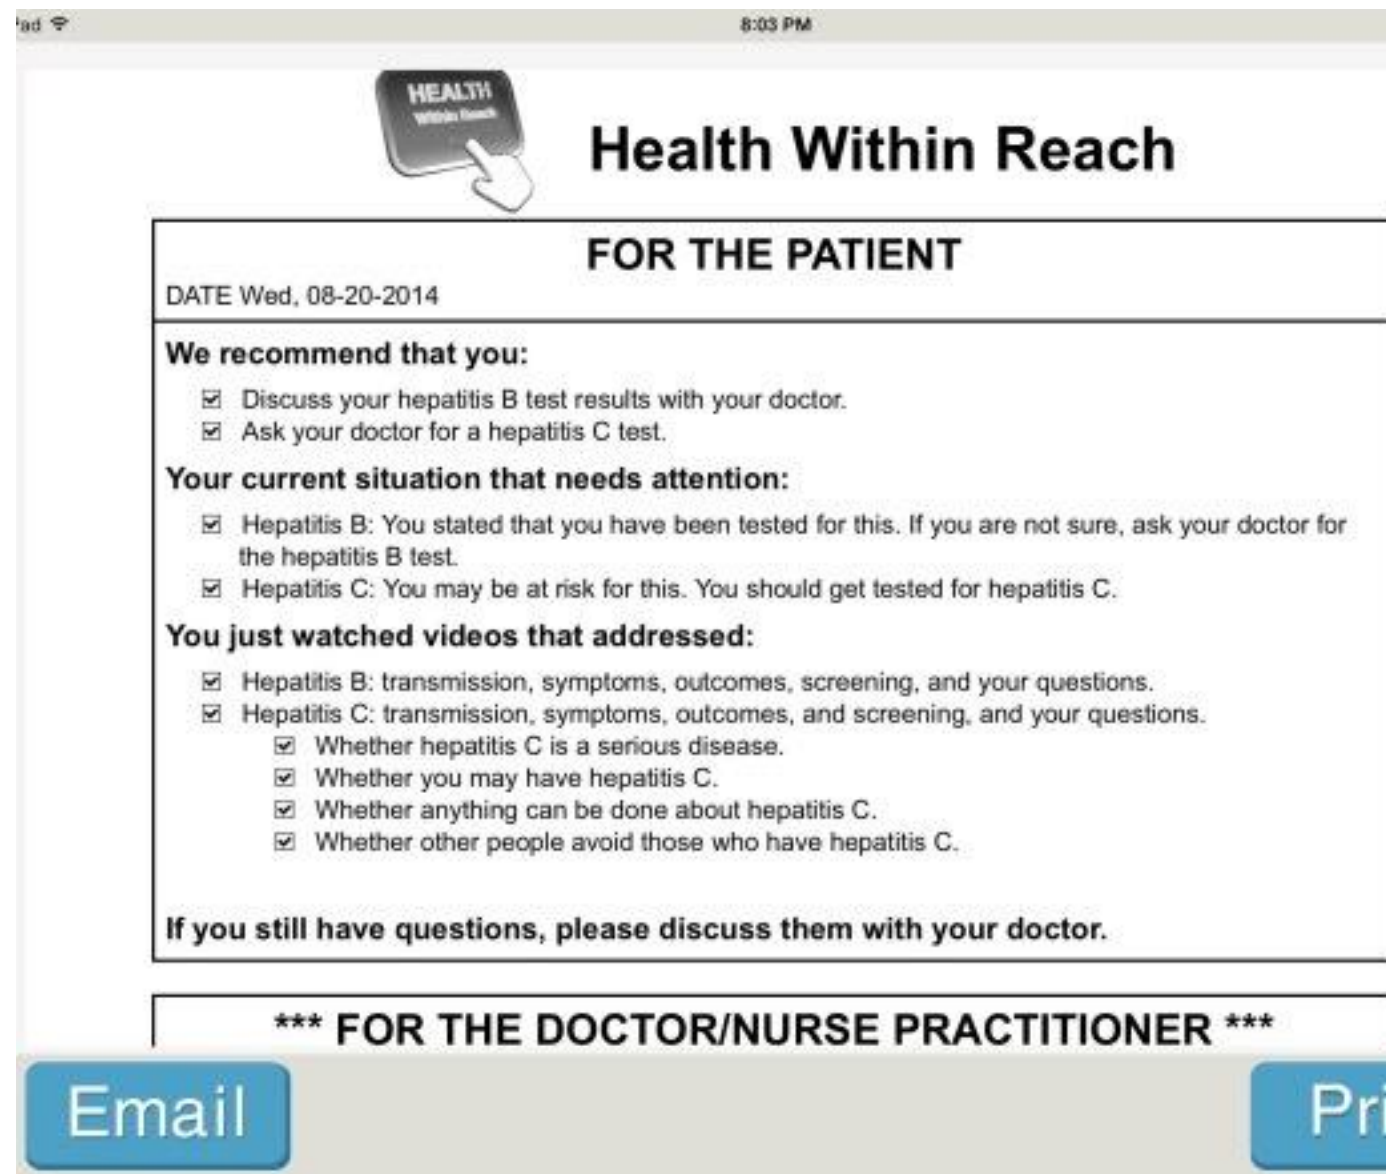 Pad
8:03 PM
HEALTH
Within Reach
Health Within Reach
FOR THE PATIENT
DATE Wed, 08-20-2014
We recommend that you:
Discuss your hepatitis B test results with your doctor.
Ask your doctor for a hepatitis C test.
Your current situation that needs attention:
Hepatitis B: You stated that you have been tested for this. If you are not sure, ask your doctor for
the hepatitis B test.
Hepatitis C: You may be at risk for this. You should get tested for hepatitis C.
You just watched videos that addressed:
Hepatitis B: transmission, symptoms, outcomes, screening, and your questions.
Hepatitis C: transmission, symptoms, outcomes, and screening, and your questions.
Whether hepatitis C is a serious disease.
Whether you may have hepatitis C.
Whether anything can be done about hepatitis C.
Whether other people avoid those who have hepatitis C.
If you still have questions, please discuss them with your doctor.
*** FOR THE DOCTOR/NURSE PRACTITIONER ***
Email
Pri